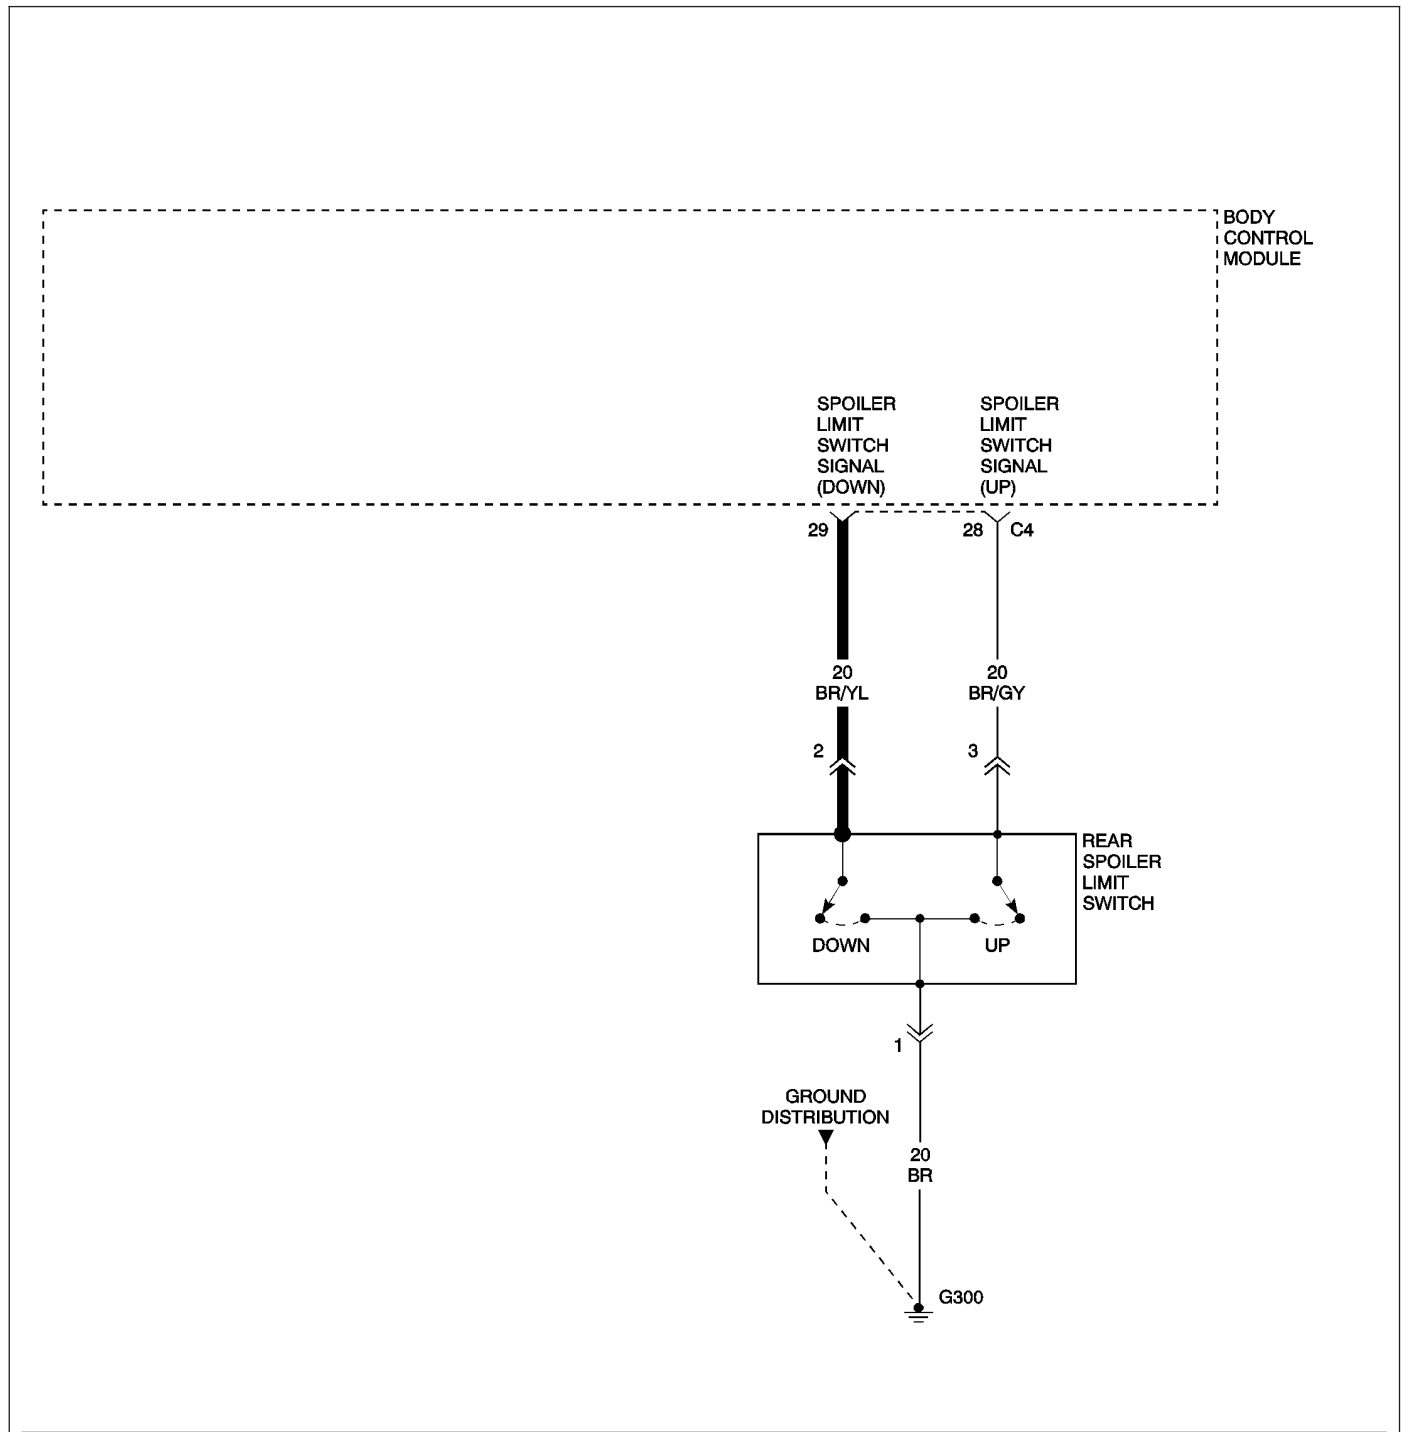 BODY
CONTROL
MODULE
SPOILER
LIMIT
SWITCH
SIGNAL
(DOWN)
SPOILER
LIMIT
SWITCH
SIGNAL
(UP)
29
28
C4
20
BR/YL
20
BR/GY
2
3
REAR
SPOILER
LIMIT
SWITCH
DOWN
UP
1
GROUND
DISTRIBUTION
20
BR
G300